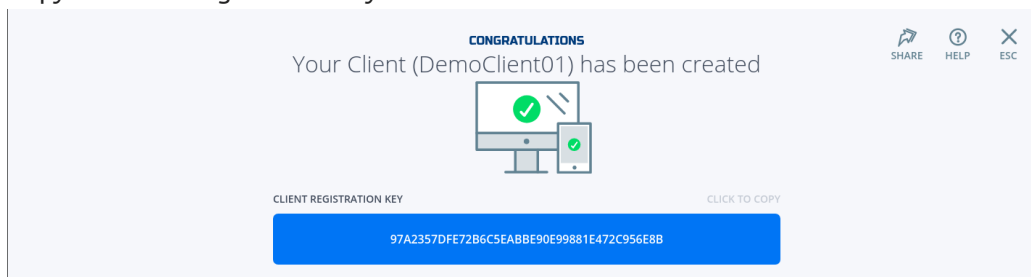 CONGRATULATIONS
Your Client (DemoClient01) has been created
SHARE
HELP
ESC
CLIENT REGISTRATION KEY
CLICK TO COPY
97A2357DFE72B6C5EABBE90E99881E472C956E8B